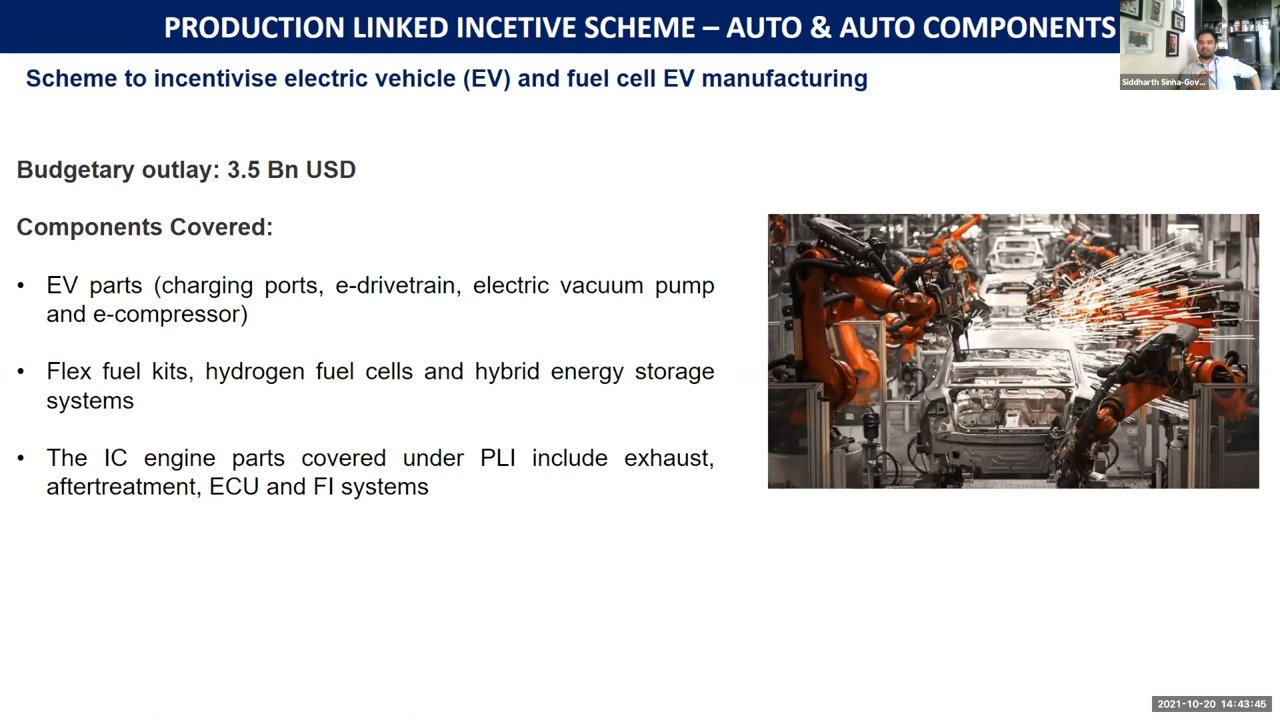 PRODUCTION LINKED INCETIVE SCHEME – AUTO & AUTO COMPONENTS
Siddharth Sinha-Gov...
Scheme to incentivise electric vehicle (EV) and fuel cell EV manufacturing
Budgetary outlay: 3.5 Bn USD
Components Covered:
• EV parts (charging ports, e-drivetrain, electric vacuum pump
and e-compressor)
• Flex fuel kits, hydrogen fuel cells and hybrid energy storage
systems
• The IC engine parts covered under PLI include exhaust,
aftertreatment, ECU and FI systems
2021-10-20 14:43:45